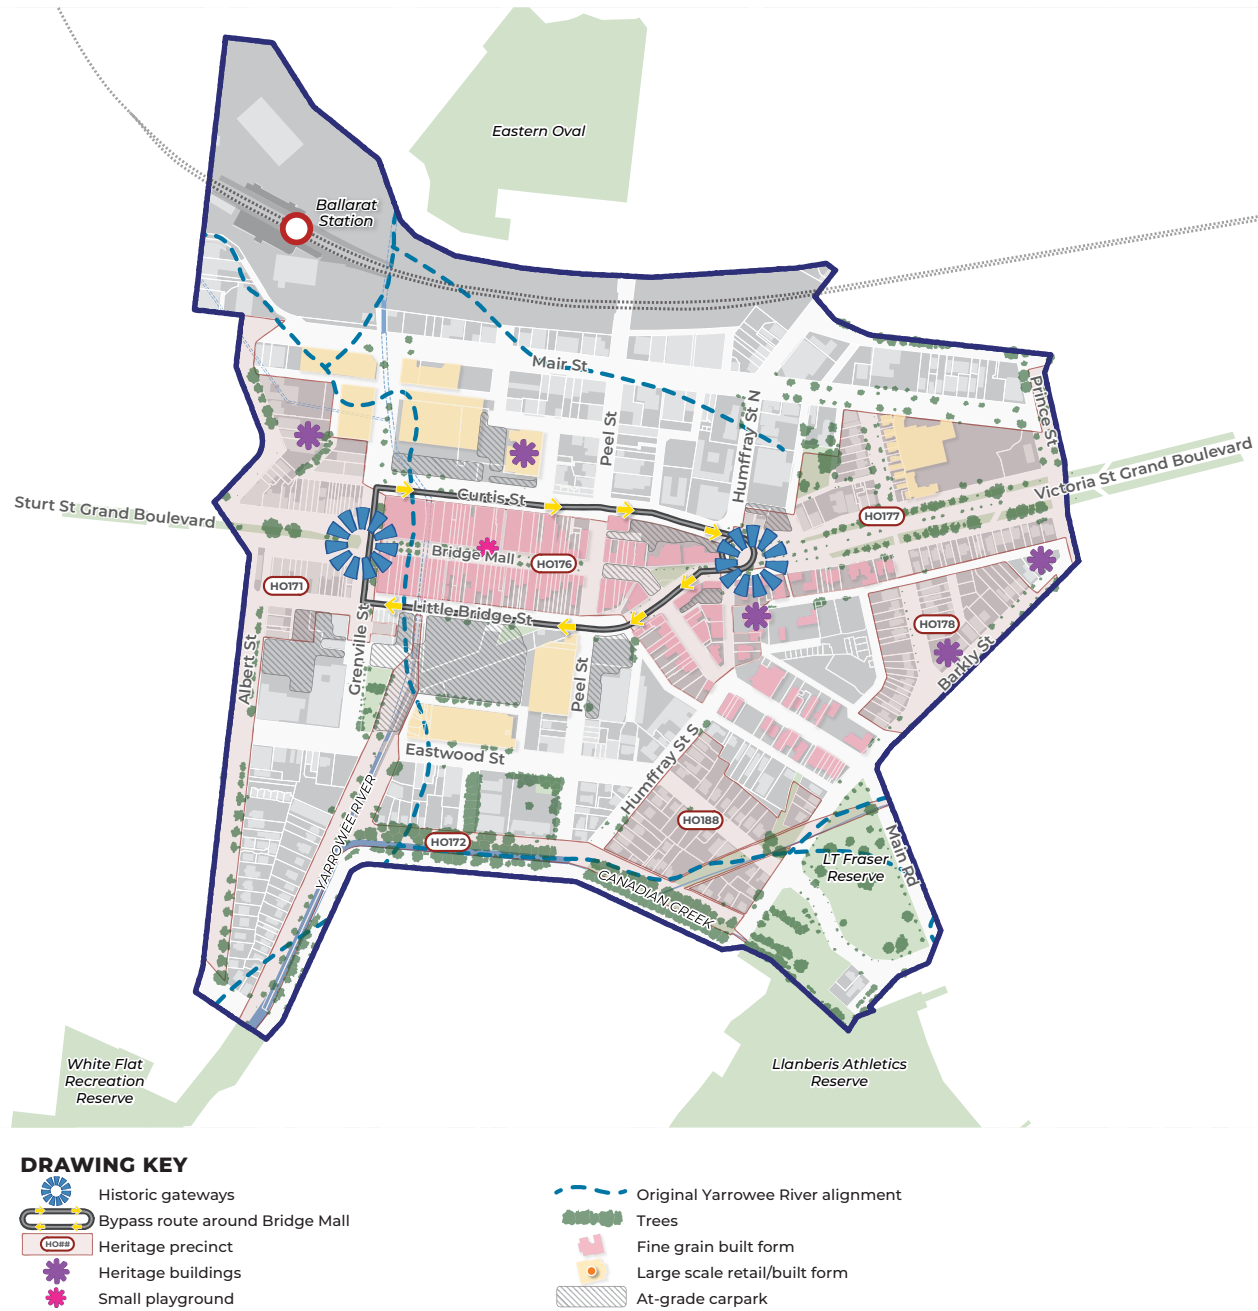 Eastern Oval
Ballarat
Station
Mair St
Prince St
Peel St
Humffray St N
Victoria St Grand Boulevard
Curtis St
Sturt St Grand Boulevard
HO177
Bridge Mall
HO176
HO171
Little Bridge St
HO178
Grenville St
Albert St
Barkly St
Peel St
Eastwood St
Humffray St S
YARROWEE RIVER
HO188
HO172
Main Rd
LT Fraser
Reserve
CANADIAN CREEK
White Flat
Recreation
Reserve
Llanberis Athletics
Reserve
DRAWING KEY
Historic gateways
Bypass route around Bridge Mall
HO##
Heritage precinct
Heritage buildings
Small playground
Original Yarrowee River alignment
Trees
Fine grain built form
Large scale retail/built form
At-grade carpark